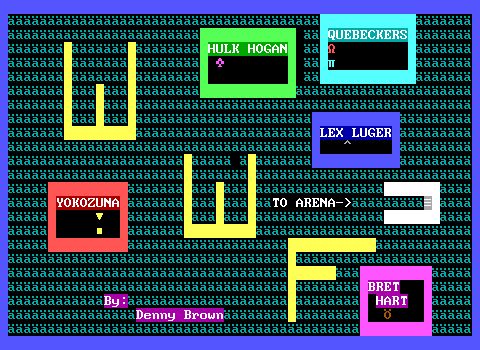 QUEBECKERS
HULK HOGAN
LEX LUGER
W
W
F
YOKOZUNA
TO ARENA->
BRET
HART
By:
Denny Brown